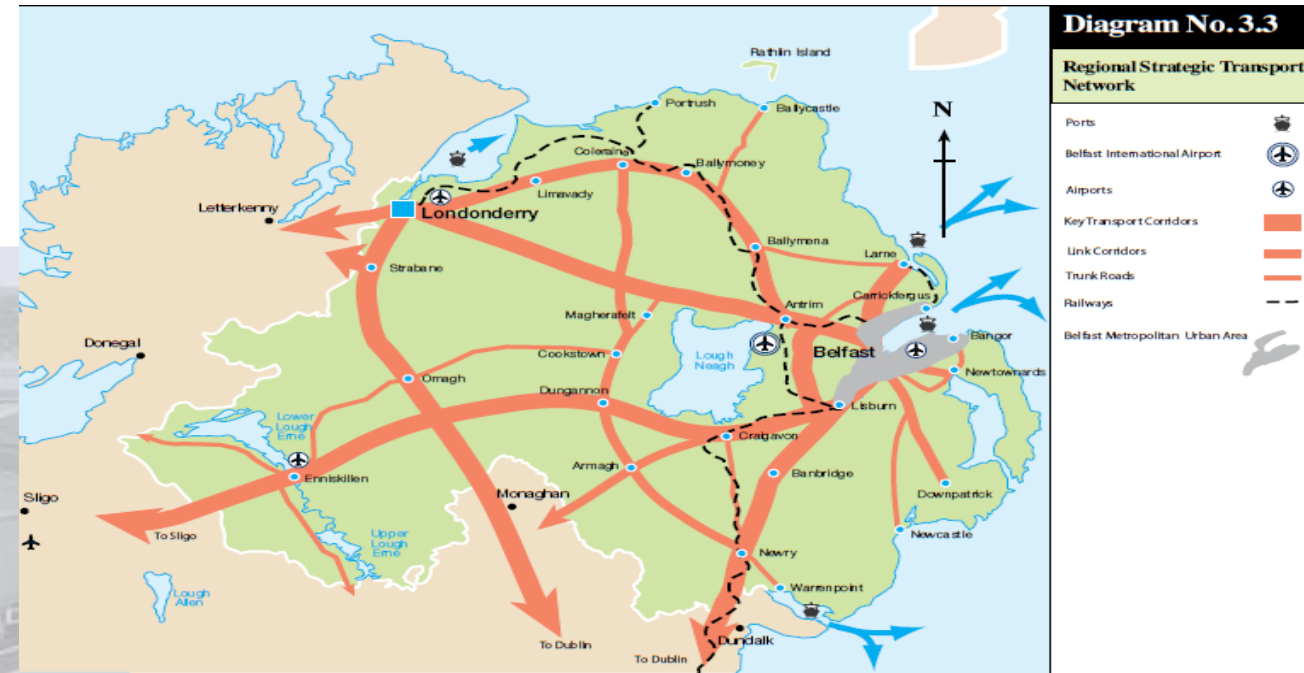 Diagram No. 3.3
Regional Strategic Transport
Network
Ports
Belfast International Airport
Airports
Key Transport Corridors
Link Corridors
Trunk Roads
Railways
Belfast Metropolitan Urban Area
N
Rathlin Island
Portrush
Ballycastle
Coleraine
Ballymoney
Limavady
Letterkenny
Londonderry
Strabane
Ballymena
Larne
Carrickfergus
Antrim
Magherafelt
Bangor
Belfast
Donegal
Cookstown
Lough
Neagh
Newtownards
Omagh
Dungannon
Lisburn
Lower
Lough
Erne
Craigavon
Armagh
Banbridge
Enniskillen
Downpatrick
Sligo
Monaghan
To Sligo
Upper
Lough
Erne
Newcastle
Newry
Warrenpoint
Lough
Allen
Dundalk
To Dublin
To Dublin